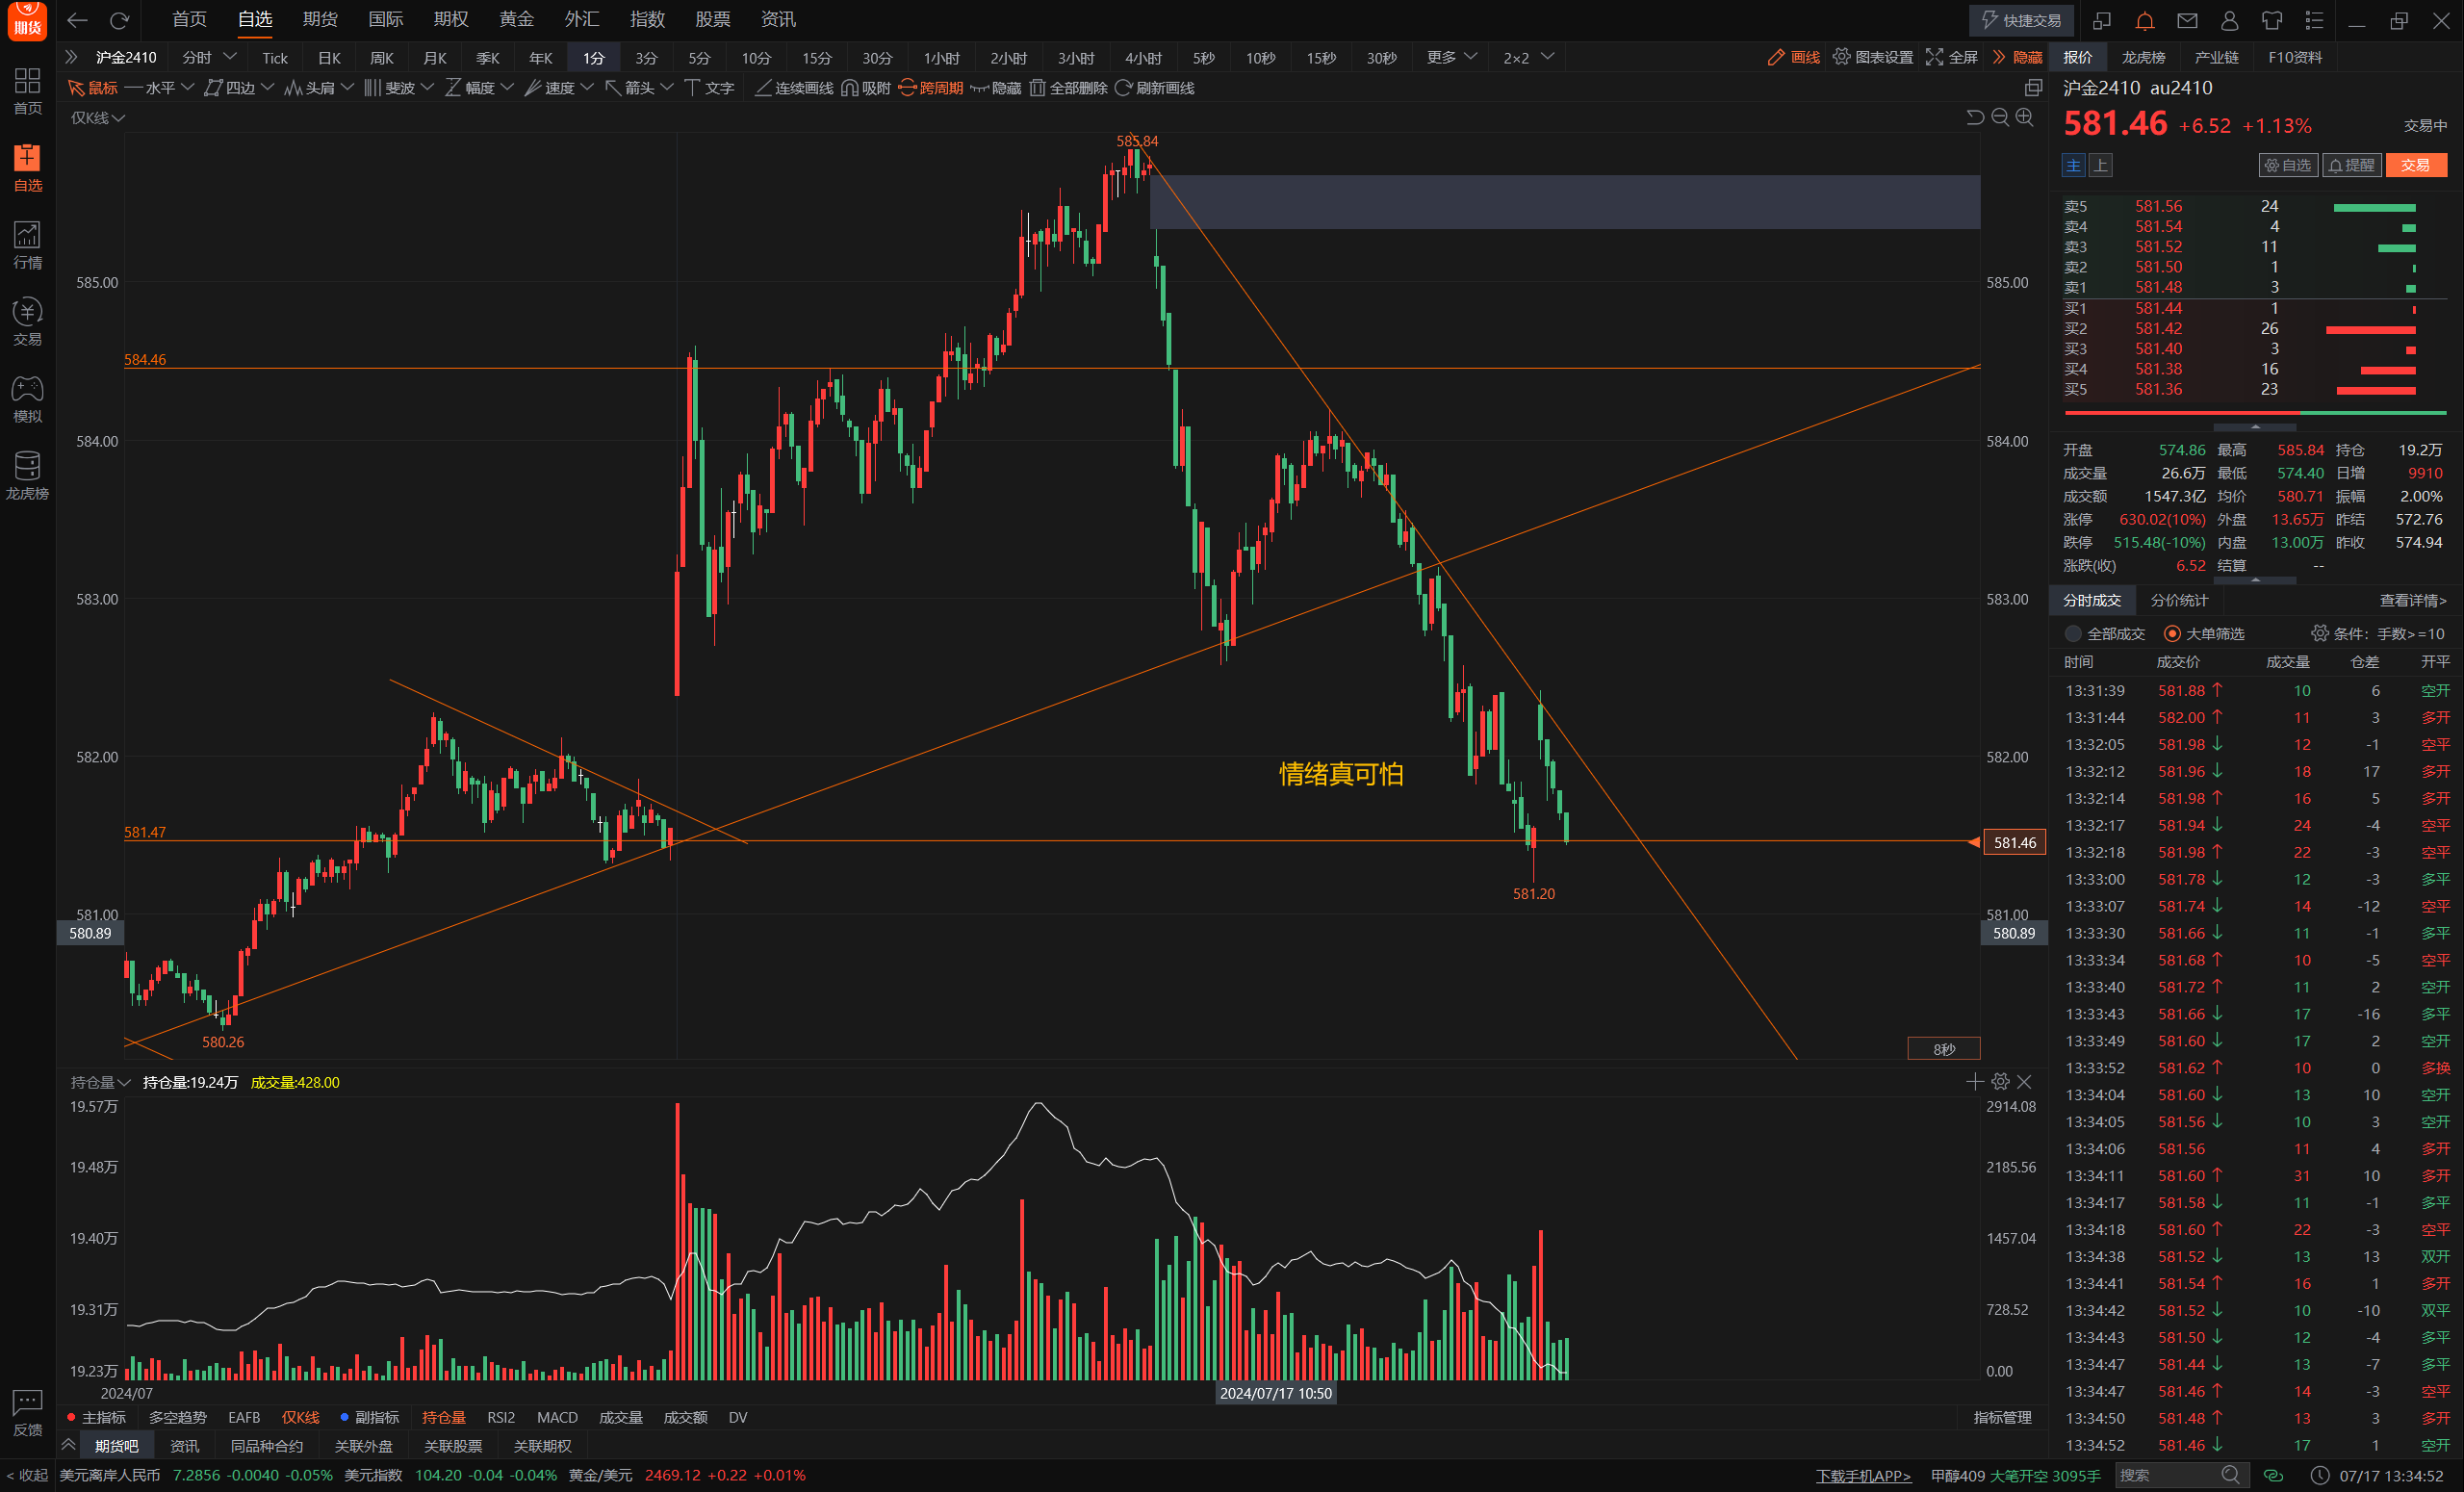 期货 首页 自选 期货 国际 期权 黄金 外汇 指数 股票 资讯 快捷交易
沪金2410 分时 Tick 日K 周K 月K 季K 年K 1分 3分 5分 10分 15分 30分 1小时 2小时 3小时 4小时 5秒 10秒 15秒 30秒 更多 2×2 画线 图表设置 全屏 隐藏
鼠标 水平 四边 头肩 斐波 幅度 速度 箭头 文字 连续画线 吸附 跨周期 隐藏 全部删除 刷新画线
仅K线
首页
自选
行情
交易
模拟
龙虎榜
反馈
585.84
585.00 585.00
584.46
584.00 584.00
583.00 583.00
582.00 582.00
情绪真可怕
581.47
581.46
581.20
581.00 581.00
580.89 580.89
580.26
8秒
持仓量 持仓量:19.24万 成交量:428.00
19.57万 2914.08
19.48万 2185.56
19.40万 1457.04
19.31万 728.52
19.23万 0.00
2024/07 2024/07/17 10:50
主指标 多空趋势 EAFB 仅K线 副指标 持仓量 RSI2 MACD 成交量 成交额 DV 指标管理
期货吧 资讯 同品种合约 关联外盘 关联股票 关联期权
报价 龙虎榜 产业链 F10资料
沪金2410 au2410
581.46 +6.52 +1.13% 交易中
主 上 自选 提醒 交易
卖5 581.56 24
卖4 581.54 4
卖3 581.52 11
卖2 581.50 1
卖1 581.48 3
买1 581.44 1
买2 581.42 26
买3 581.40 3
买4 581.38 16
买5 581.36 23
开盘 574.86 最高 585.84 持仓 19.2万
成交量 26.6万 最低 574.40 日增 9910
成交额 1547.3亿 均价 580.71 振幅 2.00%
涨停 630.02(10%) 外盘 13.65万 昨结 572.76
跌停 515.48(-10%) 内盘 13.00万 昨收 574.94
涨跌(收) 6.52 结算 --
分时成交 分价统计 查看详情>
全部成交 大单筛选 条件：手数>=10
时间 成交价 成交量 仓差 开平
13:31:39 581.88 ↑ 10 6 空开
13:31:44 582.00 ↑ 11 3 多开
13:32:05 581.98 ↓ 12 -1 空平
13:32:12 581.96 ↓ 18 17 多开
13:32:14 581.98 ↑ 16 5 多开
13:32:17 581.94 ↓ 24 -4 空平
13:32:18 581.98 ↑ 22 -3 空平
13:33:00 581.78 ↓ 12 -3 多平
13:33:07 581.74 ↓ 14 -12 空平
13:33:30 581.66 ↓ 11 -1 多平
13:33:34 581.68 ↑ 10 -5 空平
13:33:40 581.72 ↑ 11 2 空开
13:33:43 581.66 ↓ 17 -16 多平
13:33:49 581.60 ↓ 17 2 空开
13:33:52 581.62 ↑ 10 0 多换
13:34:04 581.60 ↓ 13 10 空开
13:34:05 581.56 ↓ 10 3 空开
13:34:06 581.56 11 4 多开
13:34:11 581.60 ↑ 31 10 多开
13:34:17 581.58 ↓ 11 -1 多平
13:34:18 581.60 ↑ 22 -3 空平
13:34:38 581.52 ↓ 13 13 双开
13:34:41 581.54 ↑ 16 1 多开
13:34:42 581.52 ↓ 10 -10 双平
13:34:43 581.50 ↓ 12 -4 多平
13:34:47 581.44 ↓ 13 -7 多平
13:34:47 581.46 ↑ 14 -3 空平
13:34:50 581.48 ↑ 13 3 多开
13:34:52 581.46 ↓ 17 1 空开
< 收起 美元离岸人民币 7.2856 -0.0040 -0.05% 美元指数 104.20 -0.04 -0.04% 黄金/美元 2469.12 +0.22 +0.01% 下载手机APP> 甲醇409 大笔开空 3095手 搜索 07/17 13:34:52